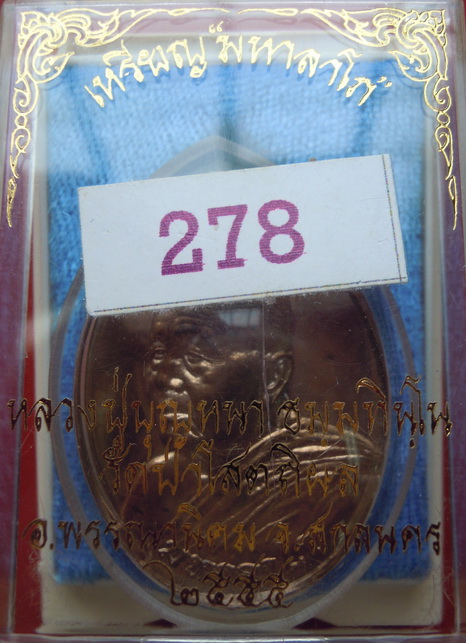 เหรียญ"มหาลาโภ"
278
หลวงปู่บุญหนา ธมฺมทินฺโน
วัดป่าโสตถิผล
อ.พรรณานิคม จ.สกลนคร
๒๕๕๕